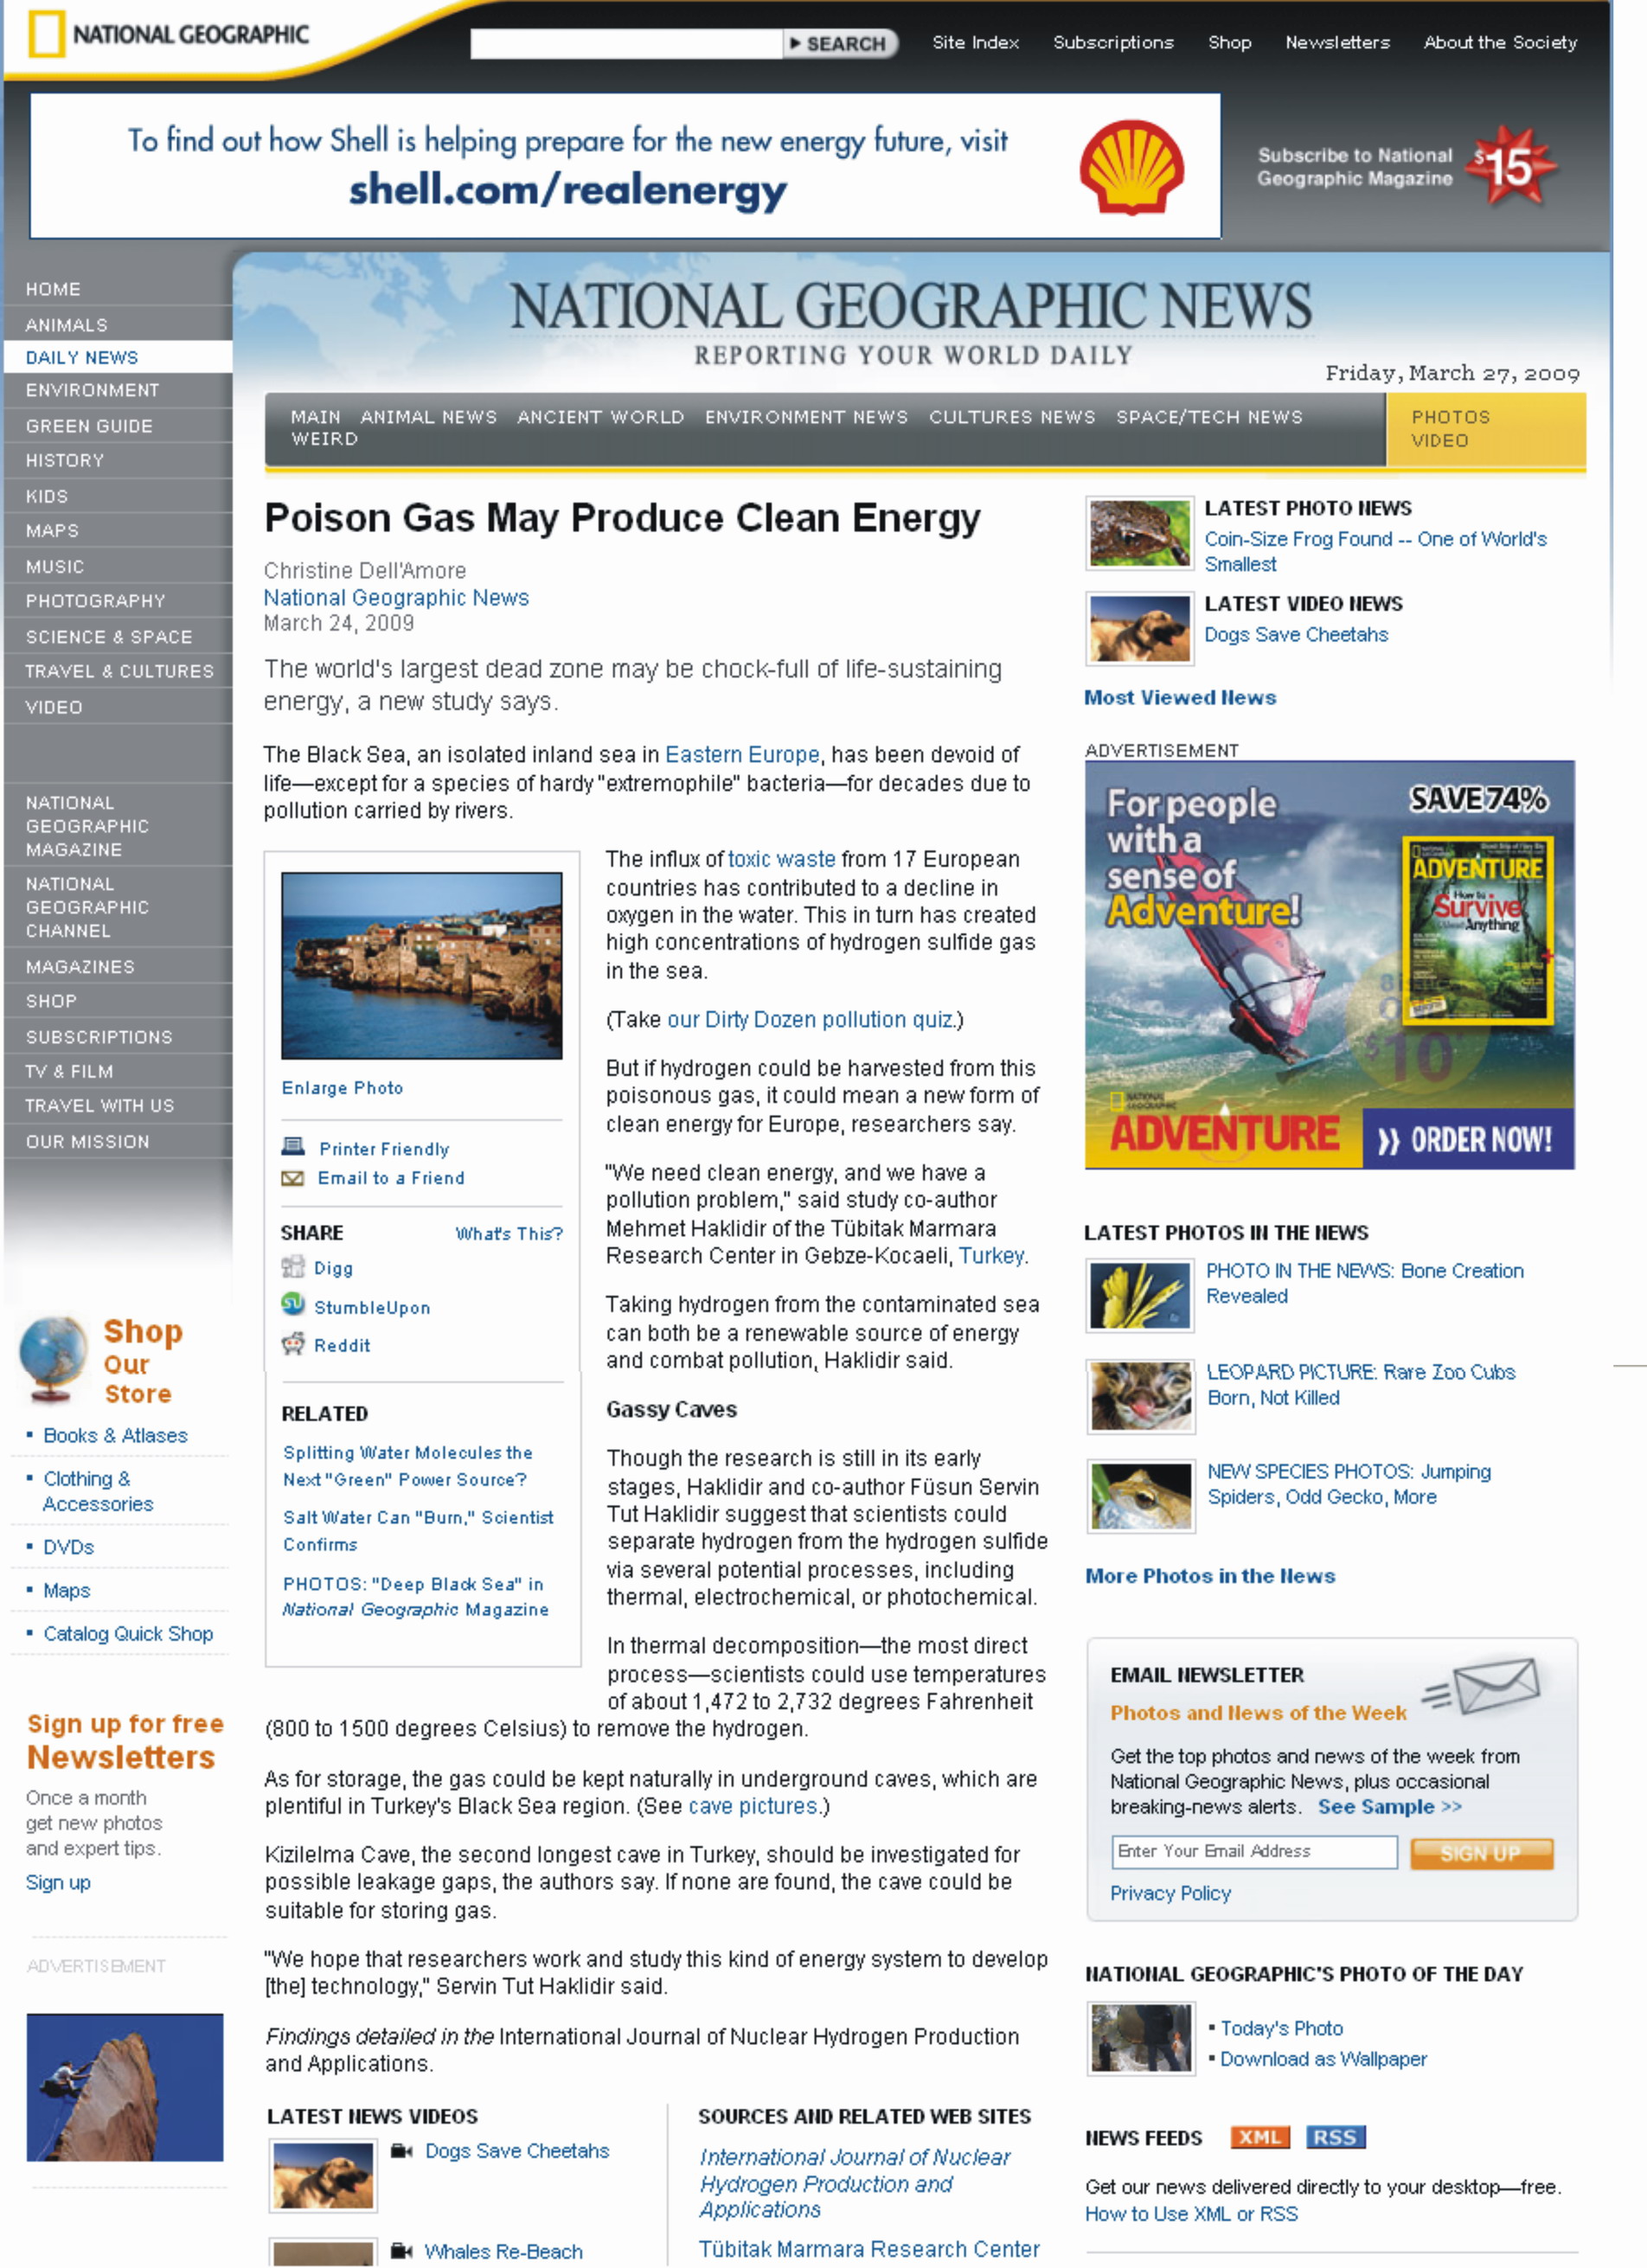 NATIONAL GEOGRAPHIC
SEARCH
Site Index
Subscriptions
Shop
Newsletters
About the Society
To find out how Shell is helping prepare for the new energy future, visit
shell.com/realenergy
Subscribe to National
Geographic Magazine
$15
HOME
ANIMALS
DAILY NEWS
ENVIRONMENT
GREEN GUIDE
HISTORY
KIDS
MAPS
MUSIC
PHOTOGRAPHY
SCIENCE & SPACE
TRAVEL & CULTURES
VIDEO
NATIONAL
GEOGRAPHIC
MAGAZINE
NATIONAL
GEOGRAPHIC
CHANNEL
MAGAZINES
SHOP
SUBSCRIPTIONS
TV & FILM
TRAVEL WITH US
OUR MISSION
Shop
Our
Store
Books & Atlases
Clothing &
Accessories
DVDs
Maps
Catalog Quick Shop
Sign up for free
Newsletters
Once a month
get new photos
and expert tips.
Sign up
ADVERTISEMENT
NATIONAL GEOGRAPHIC NEWS
REPORTING YOUR WORLD DAILY
Friday, March 27, 2009
MAIN ANIMAL NEWS ANCIENT WORLD ENVIRONMENT NEWS CULTURES NEWS SPACE/TECH NEWS
WEIRD
PHOTOS
VIDEO
Poison Gas May Produce Clean Energy
Christine Dell'Amore
National Geographic News
March 24, 2009
The world's largest dead zone may be chock-full of life-sustaining
energy, a new study says.
The Black Sea, an isolated inland sea in Eastern Europe, has been devoid of
life—except for a species of hardy "extremophile" bacteria—for decades due to
pollution carried by rivers.
Enlarge Photo
Printer Friendly
Email to a Friend
SHARE
What's This?
Digg
StumbleUpon
Reddit
RELATED
Splitting Water Molecules the
Next "Green" Power Source?
Salt Water Can "Burn," Scientist
Confirms
PHOTOS: "Deep Black Sea" in
National Geographic Magazine
The influx of toxic waste from 17 European
countries has contributed to a decline in
oxygen in the water. This in turn has created
high concentrations of hydrogen sulfide gas
in the sea.
(Take our Dirty Dozen pollution quiz.)
But if hydrogen could be harvested from this
poisonous gas, it could mean a new form of
clean energy for Europe, researchers say.
"We need clean energy, and we have a
pollution problem," said study co-author
Mehmet Haklidir of the Tübitak Marmara
Research Center in Gebze-Kocaeli, Turkey.
Taking hydrogen from the contaminated sea
can both be a renewable source of energy
and combat pollution, Haklidir said.
Gassy Caves
Though the research is still in its early
stages, Haklidir and co-author Füsun Servin
Tut Haklidir suggest that scientists could
separate hydrogen from the hydrogen sulfide
via several potential processes, including
thermal, electrochemical, or photochemical.
In thermal decomposition—the most direct
process—scientists could use temperatures
of about 1,472 to 2,732 degrees Fahrenheit
(800 to 1500 degrees Celsius) to remove the hydrogen.
As for storage, the gas could be kept naturally in underground caves, which are
plentiful in Turkey's Black Sea region. (See cave pictures.)
Kizilelma Cave, the second longest cave in Turkey, should be investigated for
possible leakage gaps, the authors say. If none are found, the cave could be
suitable for storing gas.
"We hope that researchers work and study this kind of energy system to develop
[the] technology," Servin Tut Haklidir said.
Findings detailed in the International Journal of Nuclear Hydrogen Production
and Applications.
LATEST NEWS VIDEOS
Dogs Save Cheetahs
Whales Re-Beach
SOURCES AND RELATED WEB SITES
International Journal of Nuclear
Hydrogen Production and
Applications
Tübitak Marmara Research Center
LATEST PHOTO NEWS
Coin-Size Frog Found -- One of World's
Smallest
LATEST VIDEO NEWS
Dogs Save Cheetahs
Most Viewed News
ADVERTISEMENT
For people
with a
sense of
Adventure!
SAVE 74%
ADVENTURE
How to
Survive
Anything
$10
NATIONAL
GEOGRAPHIC
ADVENTURE
ORDER NOW!
LATEST PHOTOS IN THE NEWS
PHOTO IN THE NEWS: Bone Creation
Revealed
LEOPARD PICTURE: Rare Zoo Cubs
Born, Not Killed
NEW SPECIES PHOTOS: Jumping
Spiders, Odd Gecko, More
More Photos in the News
EMAIL NEWSLETTER
Photos and News of the Week
Get the top photos and news of the week from
National Geographic News, plus occasional
breaking-news alerts. See Sample >>
Enter Your Email Address
SIGN UP
Privacy Policy
NATIONAL GEOGRAPHIC'S PHOTO OF THE DAY
Today's Photo
Download as Wallpaper
NEWS FEEDS XML RSS
Get our news delivered directly to your desktop—free.
How to Use XML or RSS